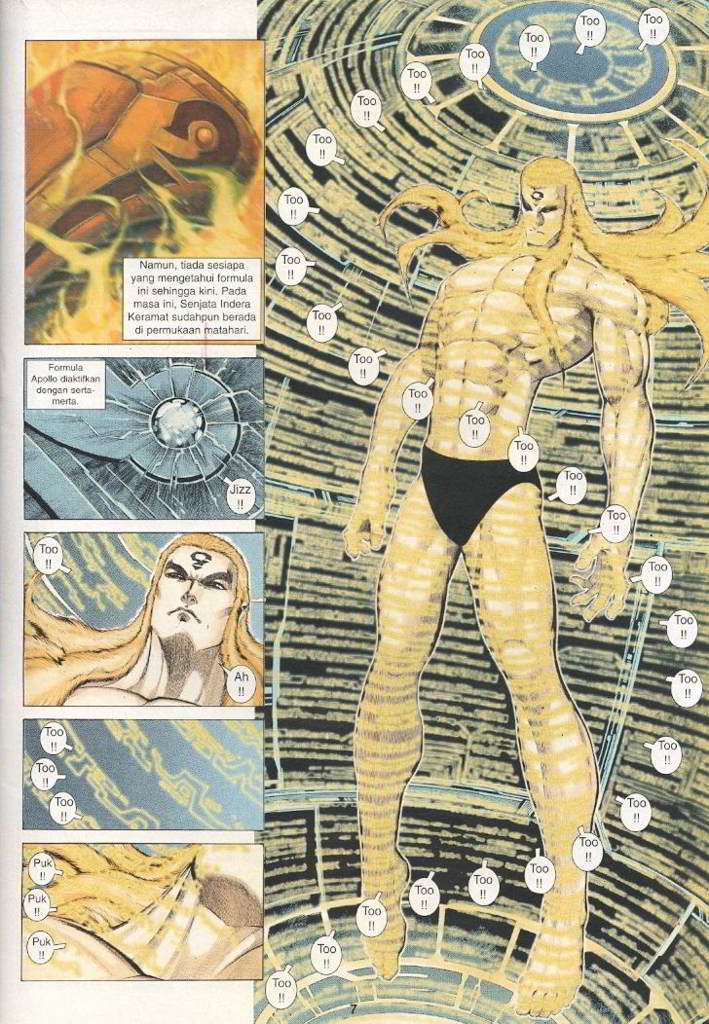 Namun, tiada sesiapa
yang mengetahui formula
ini sehingga kini. Pada
masa ini, Senjata Indera
Keramat sudahpun berada
di permukaan matahari.
Formula
Apollo diaktifkan
dengan serta-
merta.
Jizz
!!
Too
!!
Ah
!!
Too
!!
Too
!!
Too
!!
Puk
!!
Puk
!!
Puk
!!
Too
!!
Too
!!
Too
!!
Too
!!
Too
!!
Too
!!
Too
!!
Too
!!
Too
!!
Too
!!
Too
!!
Too
!!
Too
!!
Too
!!
Too
!!
Too
!!
Too
!!
Too
!!
Too
!!
Too
!!
Too
!!
Too
!!
Too
!!
Too
!!
Too
!!
Too
!!
Too
!!
Too
!!
Too
!!
7